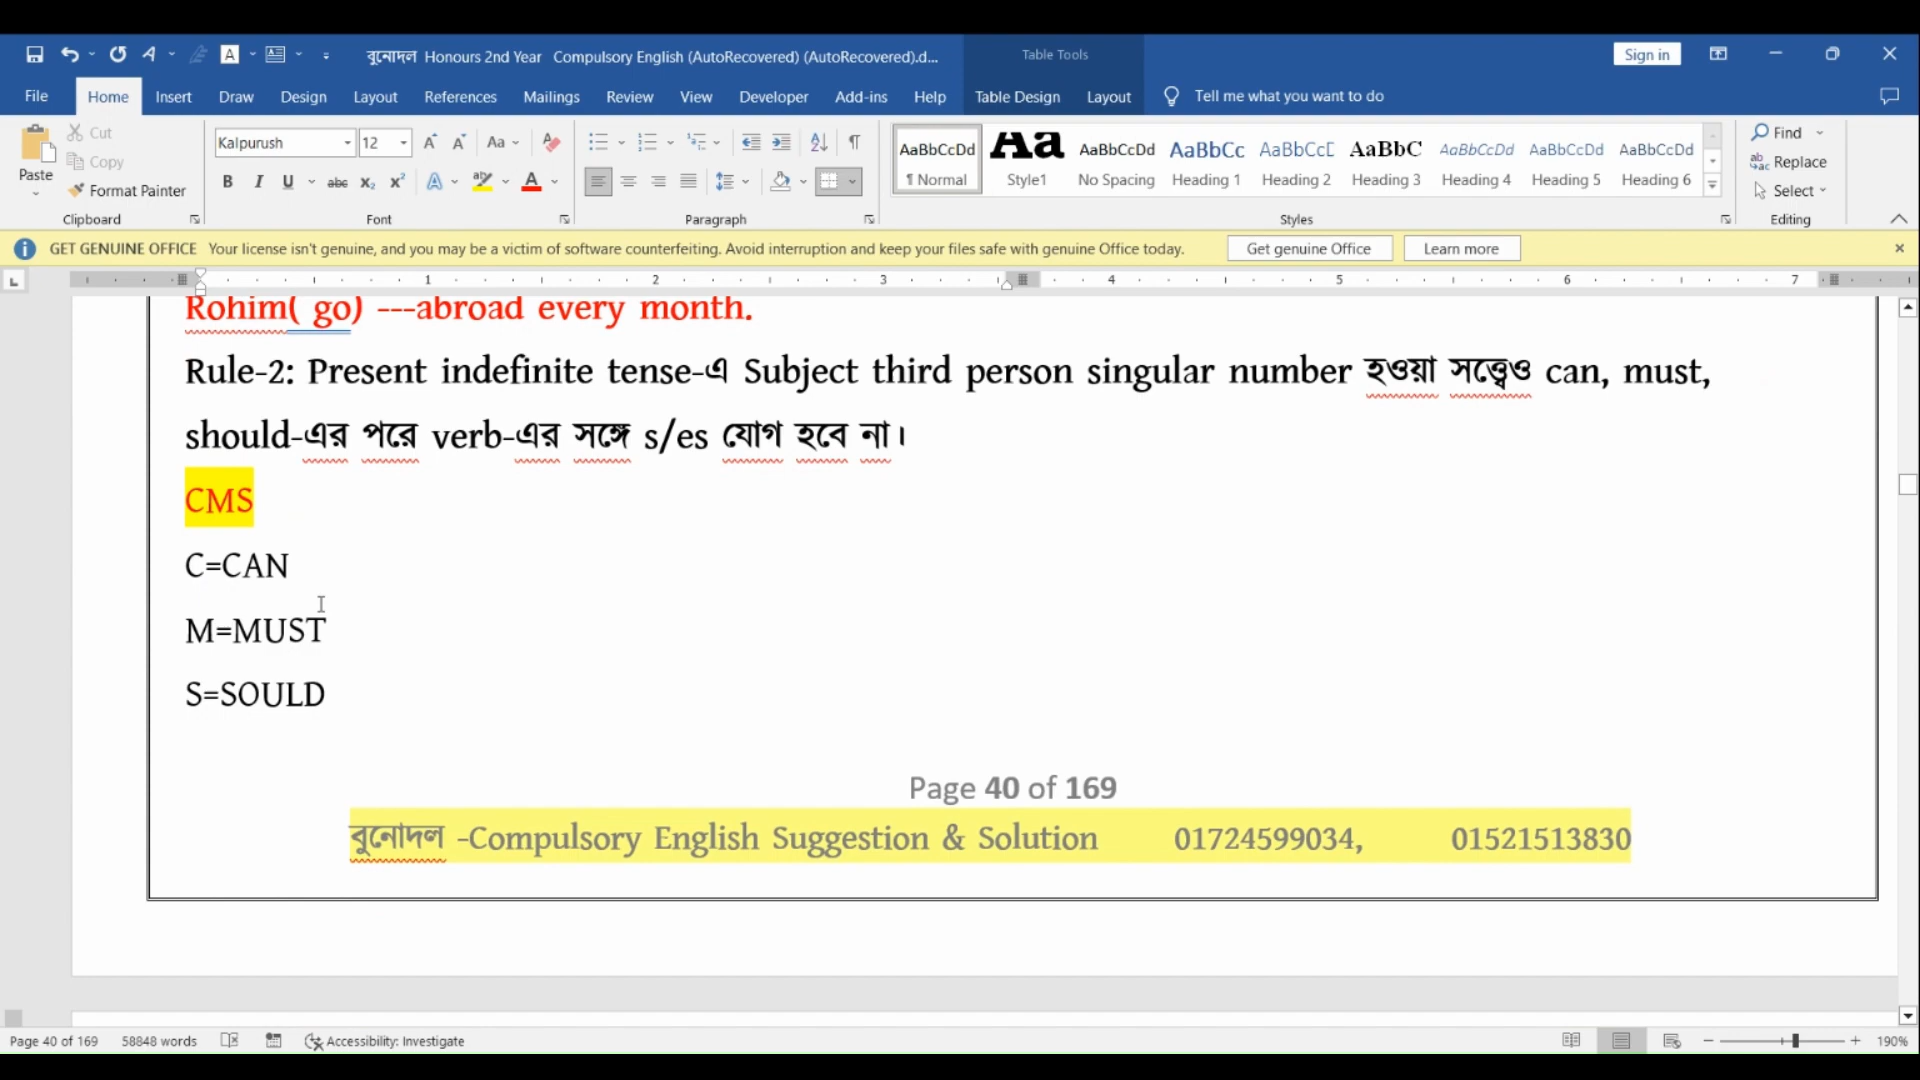 বুনোদল Honours 2nd Year Compulsory English (AutoRecovered) (AutoRecovered).d...
Table Tools
Sign in
File Home Insert Draw Design Layout References Mailings Review View Developer Add-ins Help Table Design Layout Tell me what you want to do
Paste
Cut
Copy
Format Painter
Clipboard
Kalpurush 12
Font
Paragraph
AaBbCcDd AaBbCcDd AaBbCc AaBbCcD AaBbC AaBbCcDd AaBbCcDd AaBbCcDd
¶ Normal Style1 No Spacing Heading 1 Heading 2 Heading 3 Heading 4 Heading 5 Heading 6
Styles
Find
Replace
Select
Editing
GET GENUINE OFFICE Your license isn't genuine, and you may be a victim of software counterfeiting. Avoid interruption and keep your files safe with genuine Office today. Get genuine Office Learn more
1 2 3 4 5 6 7
Rohim( go) ---abroad every month.
Rule-2: Present indefinite tense-এ Subject third person singular number হওয়া সত্ত্বেও can, must,
should-এর পরে verb-এর সঙ্গে s/es যোগ হবে না।
CMS
C=CAN
M=MUST
S=SOULD
Page 40 of 169
বুনোদল -Compulsory English Suggestion & Solution 01724599034, 01521513830
Page 40 of 169 58848 words Accessibility: Investigate 190%